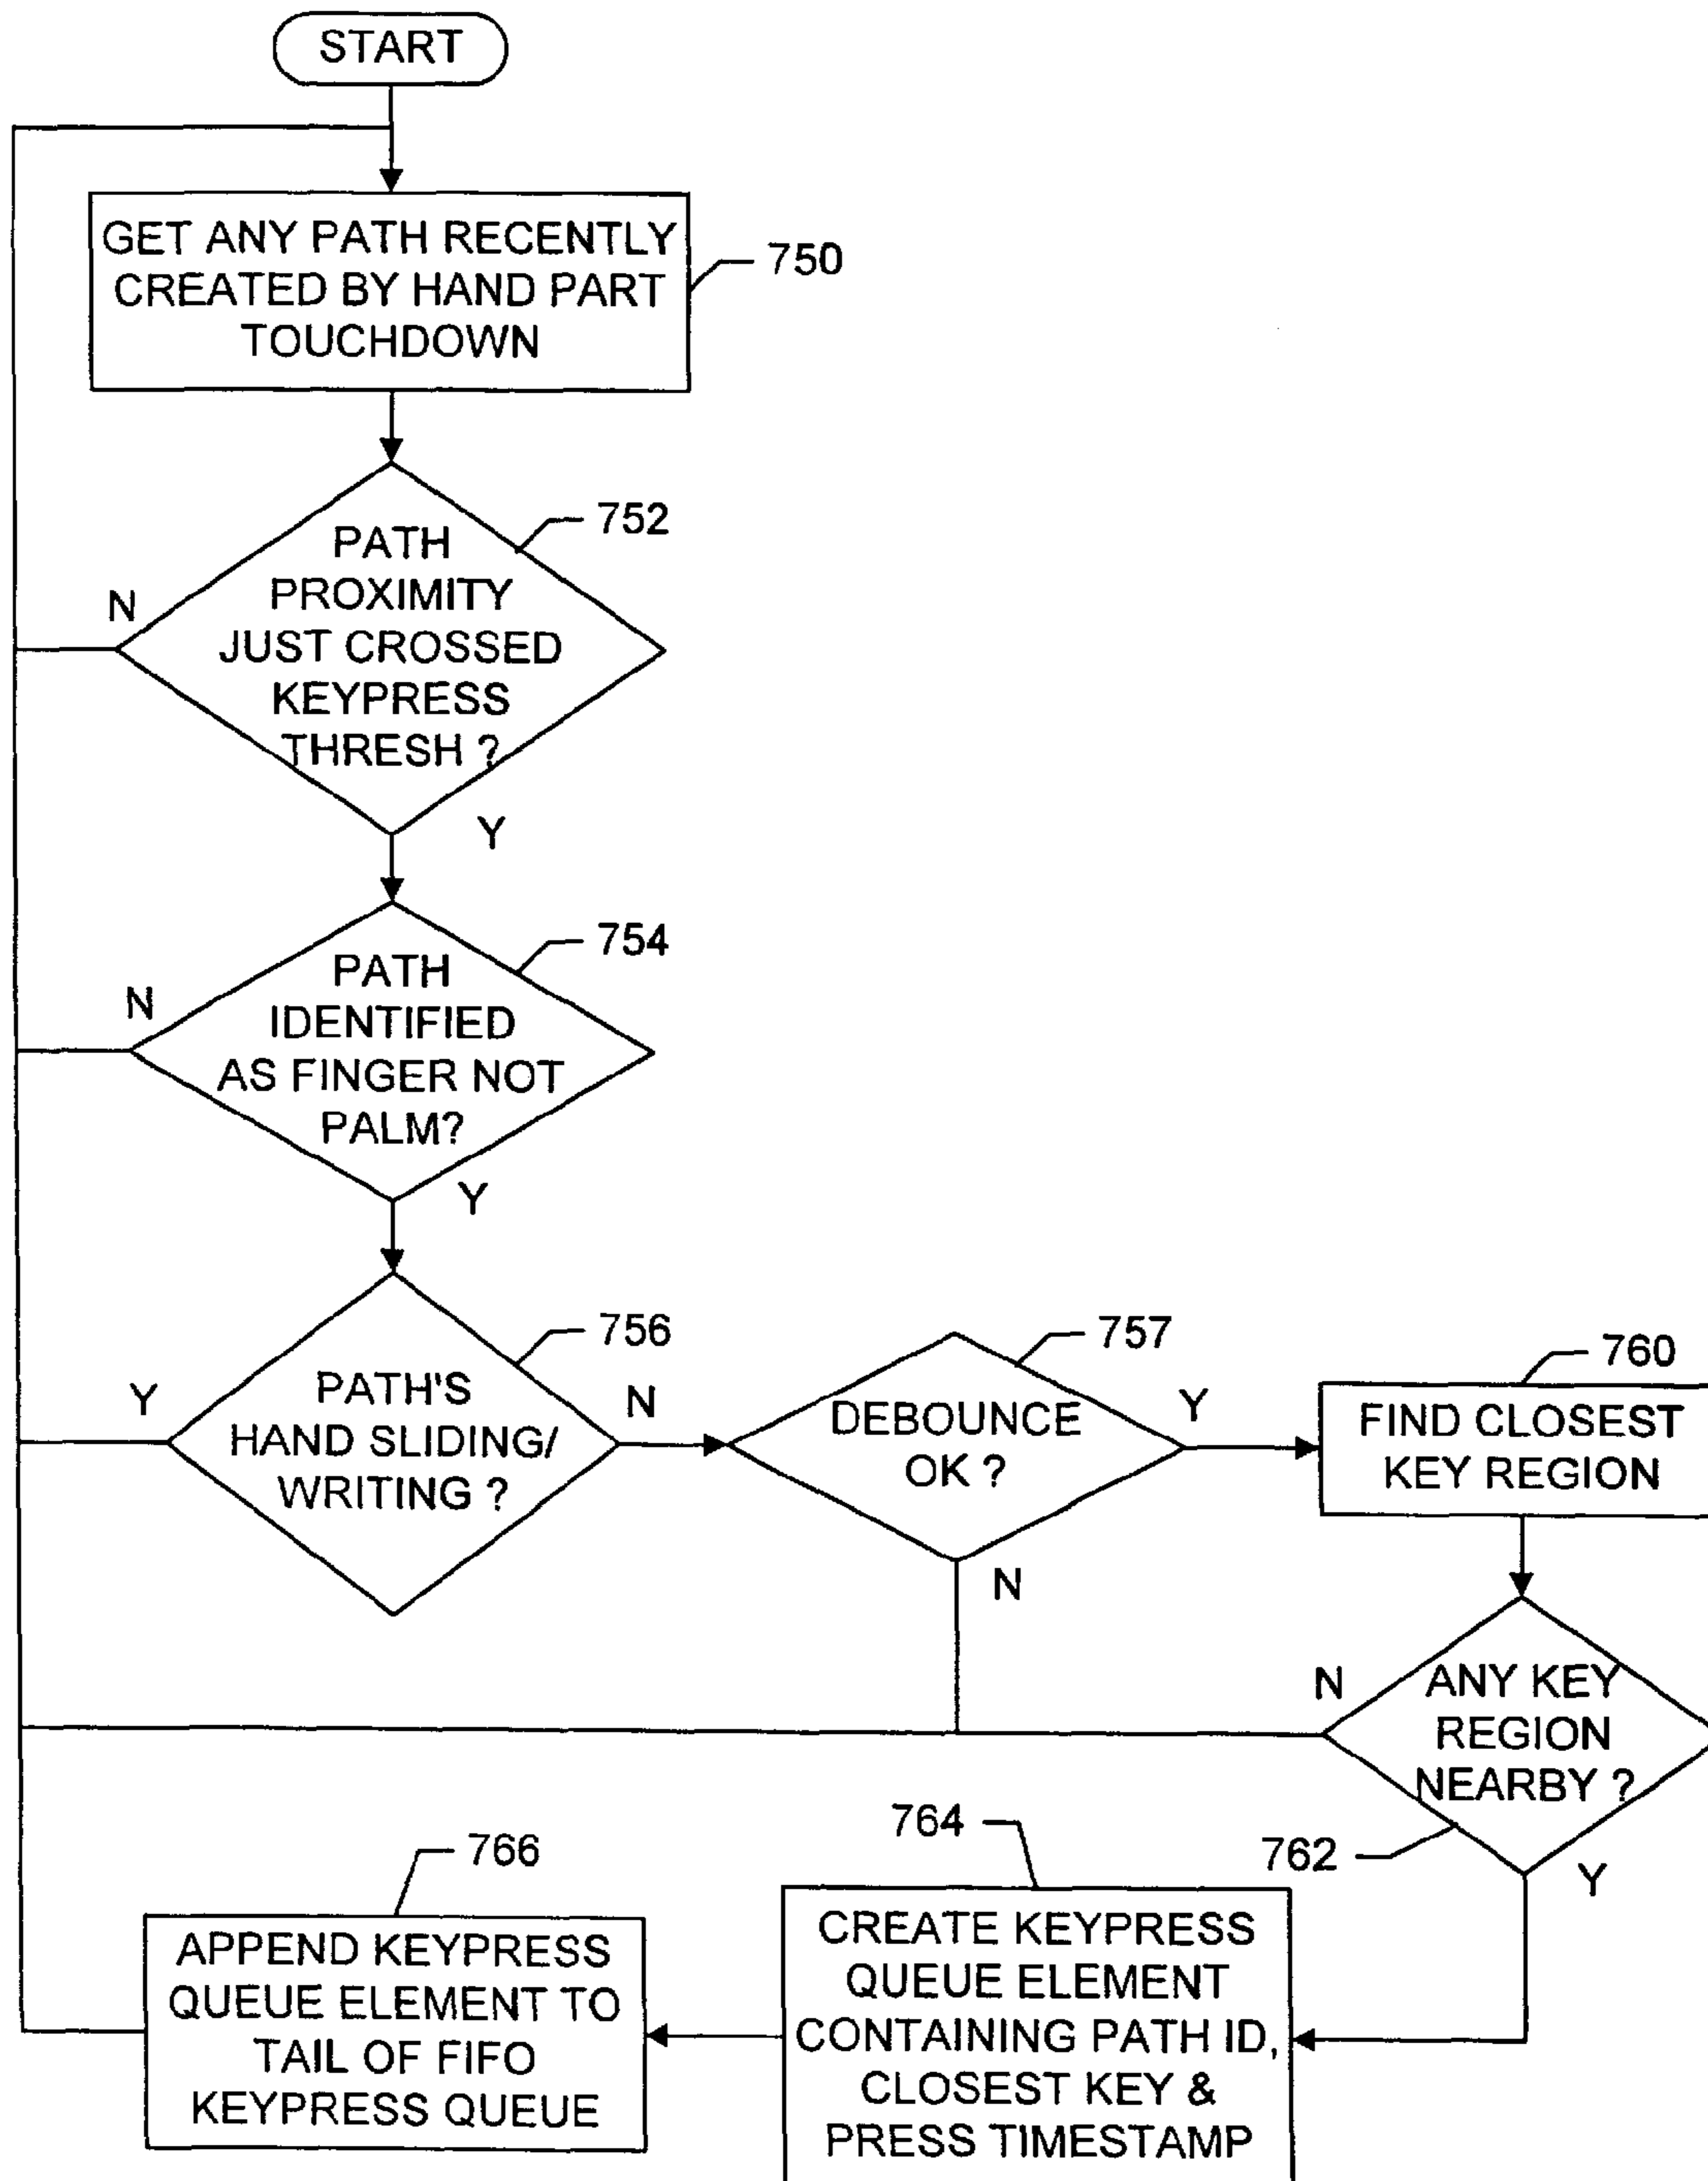 START
GET ANY PATH RECENTLY
CREATED BY HAND PART
TOUCHDOWN
750
PATH
PROXIMITY
JUST CROSSED
KEYPRESS
THRESH ?
752
N
Y
PATH
IDENTIFIED
AS FINGER NOT
PALM?
754
N
Y
PATH'S
HAND SLIDING/
WRITING ?
756
Y
N
DEBOUNCE
OK ?
757
Y
N
FIND CLOSEST
KEY REGION
760
ANY KEY
REGION
NEARBY ?
762
N
Y
CREATE KEYPRESS
QUEUE ELEMENT
CONTAINING PATH ID,
CLOSEST KEY &
PRESS TIMESTAMP
764
APPEND KEYPRESS
QUEUE ELEMENT TO
TAIL OF FIFO
KEYPRESS QUEUE
766